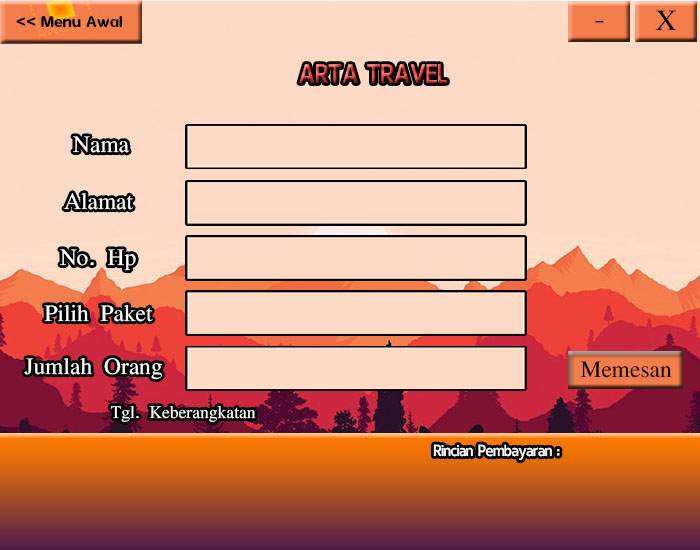 << Menu Awal
-
X
ARTA TRAVEL
Nama
Alamat
No. Hp
Pilih Paket
Jumlah Orang
Memesan
Tgl. Keberangkatan
Rincian Pembayaran :